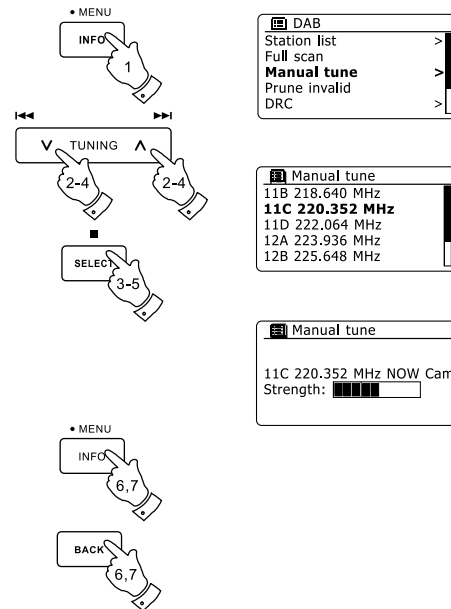 • MENU
INFO
1
TUNING
2-4
2-4
SELECT
3-5
• MENU
INFO
6,7
BACK
6,7
DAB
Station list >
Full scan
Manual tune >
Prune invalid
DRC >
Manual tune
11B 218.640 MHz
11C 220.352 MHz
11D 222.064 MHz
12A 223.936 MHz
12B 225.648 MHz
Manual tune
11C 220.352 MHz NOW Cam
Strength: